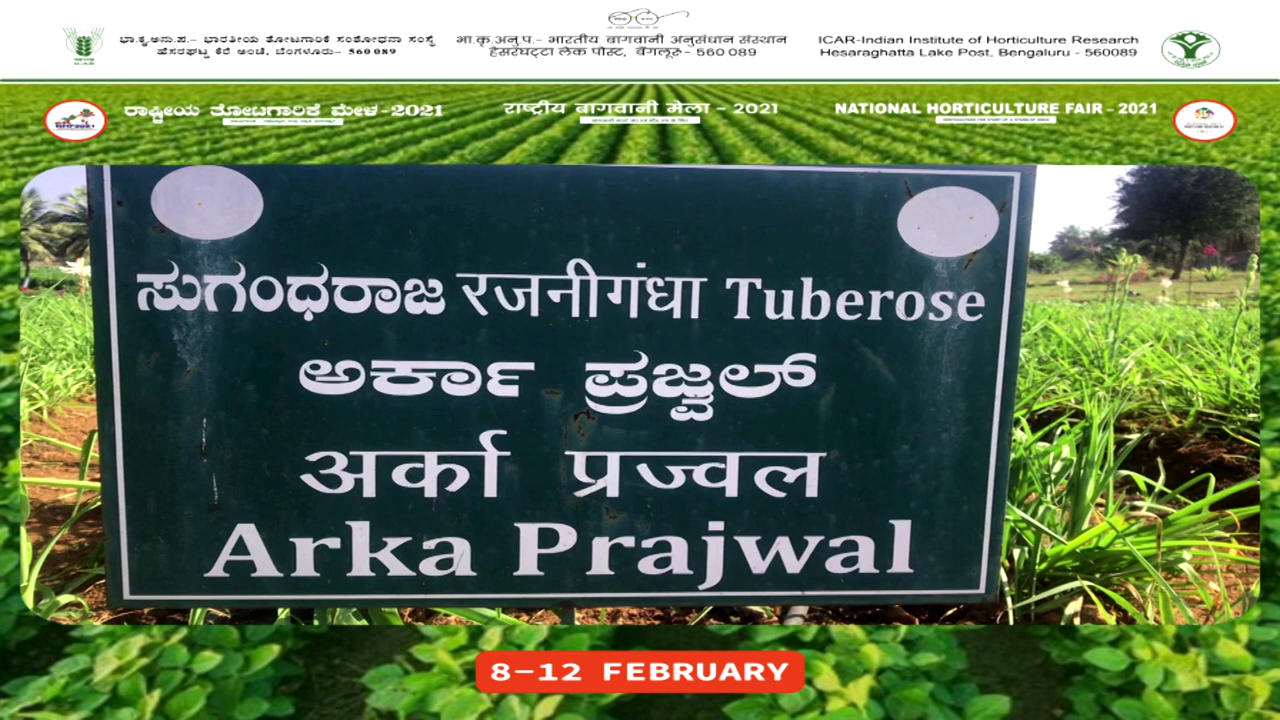 ಭಾ.ಕೃ.ಅನು.ಪ.- ಭಾರತೀಯ ತೋಟಗಾರಿಕೆ ಸಂಶೋಧನಾ ಸಂಸ್ಥೆ
ಹೆಸರಘಟ್ಟ ಕೆರೆ ಅಂಚೆ, ಬೆಂಗಳೂರು- 560 089
भा.कृ.अनु.प.- भारतीय बागवानी अनुसंधान संस्थान
हेसरघट्टा लेक पोस्ट, बेंगलूरू- 560 089
ICAR-Indian Institute of Horticulture Research
Hesaraghatta Lake Post, Bengaluru - 560089
ICAR
ರಾಷ್ಟ್ರೀಯ ತೋಟಗಾರಿಕೆ ಮೇಳ -2021
राष्ट्रीय बागवानी मेला - 2021
NATIONAL HORTICULTURE FAIR - 2021
ಸುಗಂಧರಾಜ रजनीगंधा Tuberose
ಅರ್ಕಾ ಪ್ರಜ್ವಲ್
अर्का प्रज्वल
Arka Prajwal
8-12 FEBRUARY